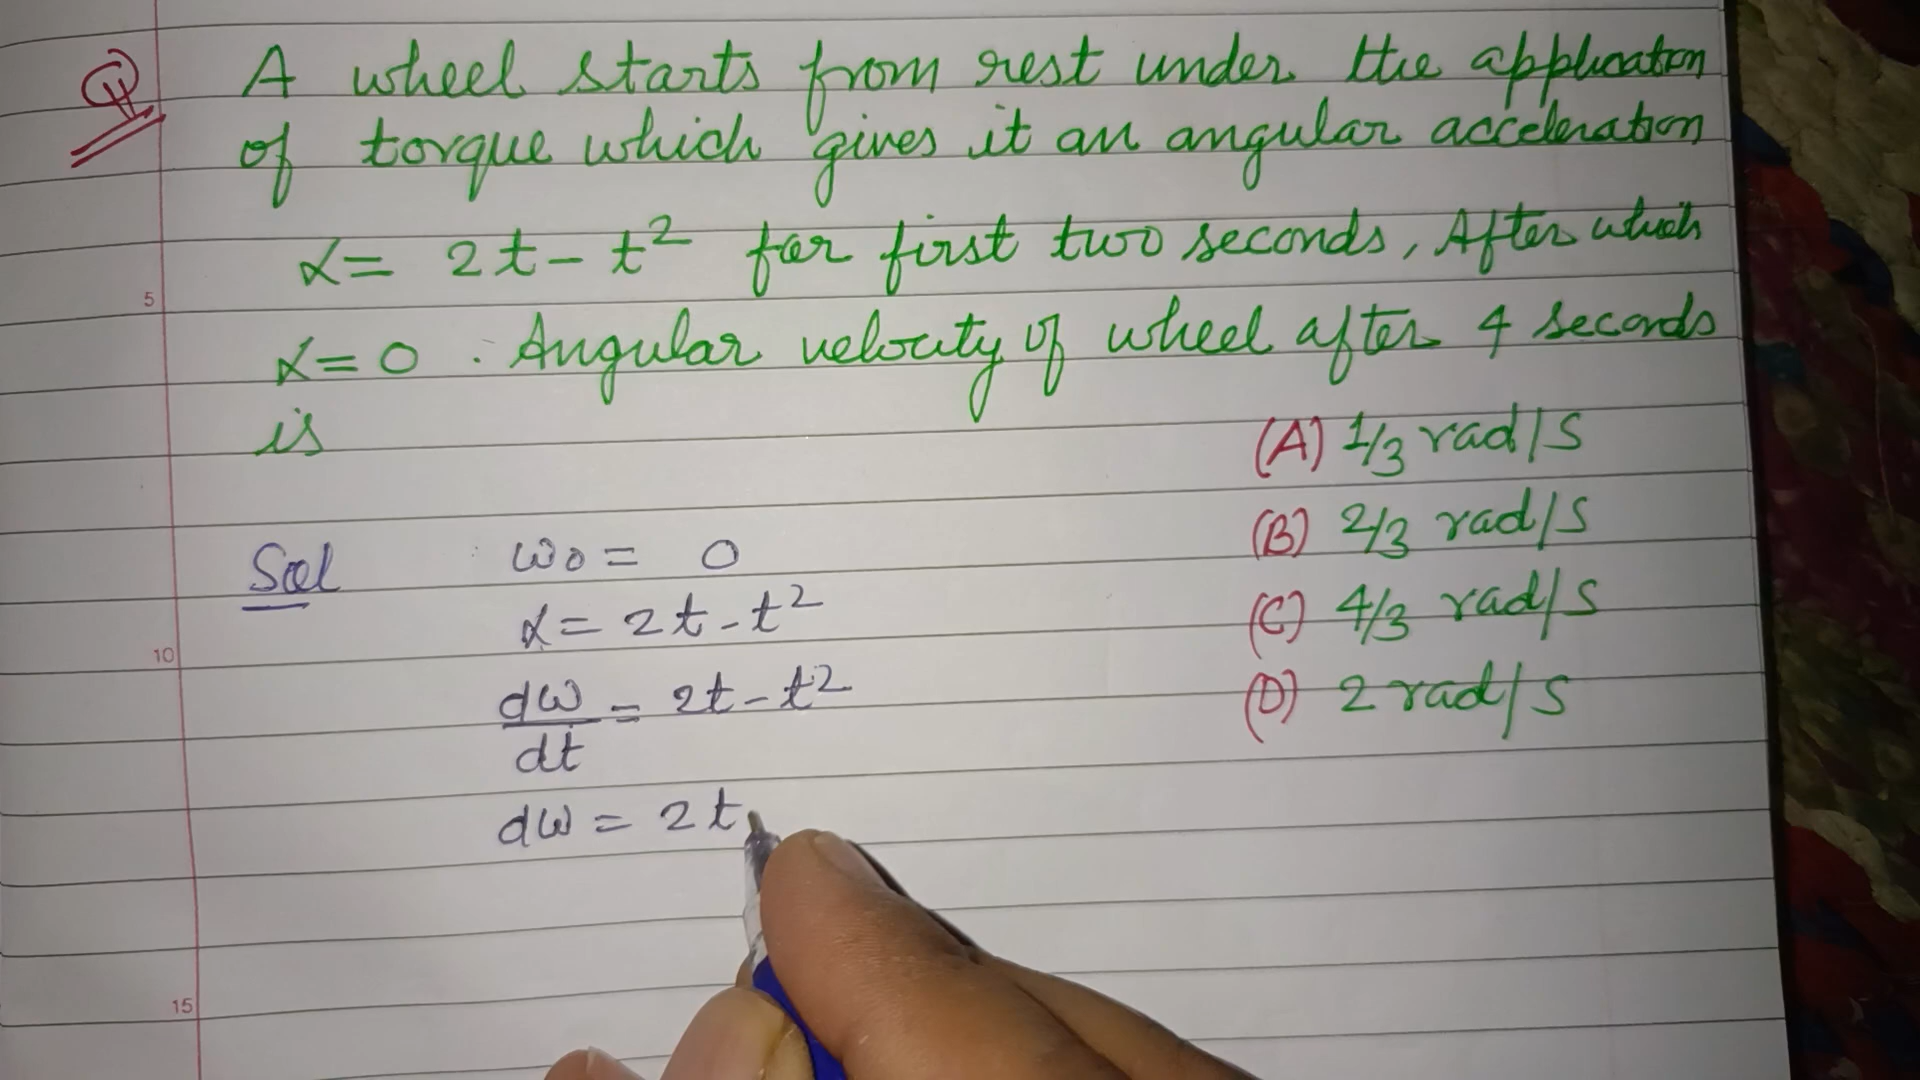 Q
A wheel starts from rest under the application
of torque which gives it an angular acceleration
α = 2t - t² for first two seconds, After which
5
α = 0 . Angular velocity of wheel after 4 seconds
is
(A) 1/3 rad/s
(B) 2/3 rad/s
(C) 4/3 rad/s
(D) 2 rad/s
Sol ω₀ = 0
α = 2t - t²
10
dω/dt = 2t - t²
dω = 2t
15